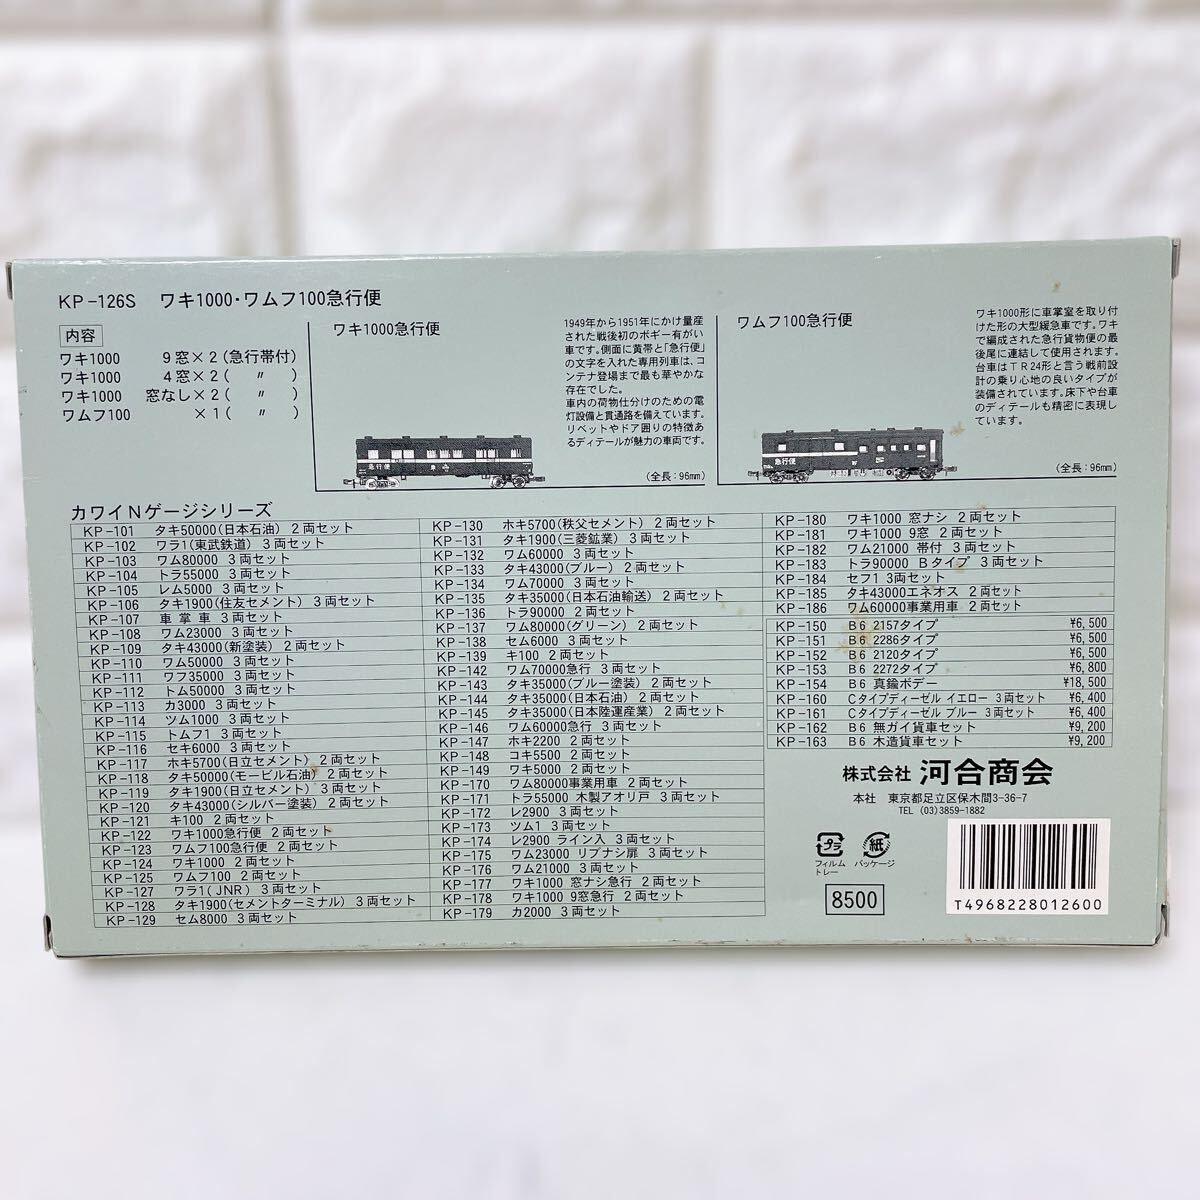 KP-126S ワキ1000・ワムフ100急行便
内容
ワキ1000 9窓×2(急行帯付)
ワキ1000 4窓×2( 〃 )
ワキ1000 窓なし×2( 〃 )
ワムフ100 ×1( 〃 )
ワキ1000急行便
1949年から1951年にかけ量産
された戦後初のボギー有がい
車です。側面に黄帯と「急行便」
の文字を入れた専用列車は、コ
ンテナ登場まで最も華やかな
存在でした。
車内の荷物仕分けのための電
灯設備と貫通路を備えています。
リベットやドア囲りの特徴あ
るディテールが魅力の車両です。
(全長:96mm)
急行便
ワムフ100急行便
ワキ1000形に車掌室を取り付
けた形の大型緩急車です。ワキ
で編成された急行貨物便の最
後尾に連結して使用されます。
台車はTR24形と言う戦前設
計の乗り心地の良いタイプが
装備されています。床下や台車
のディテールも精密に表現し
ています。
(全長:96mm)
急行便
カワイNゲージシリーズ
KP-101 タキ50000(日本石油) 2両セット
KP-102 ワラ1(東武鉄道) 3両セット
KP-103 ワム80000 3両セット
KP-104 トラ55000 3両セット
KP-105 レム5000 3両セット
KP-106 タキ1900(住友セメント) 3両セット
KP-107 車掌車 3両セット
KP-108 ワム23000 3両セット
KP-109 タキ43000(新塗装) 3両セット
KP-110 ワム50000 3両セット
KP-111 ワフ35000 3両セット
KP-112 トム50000 3両セット
KP-113 カ3000 3両セット
KP-114 ツム1000 3両セット
KP-115 トムフ1 3両セット
KP-116 セキ6000 3両セット
KP-117 ホキ5700(日立セメント) 2両セット
KP-118 タキ50000(モービル石油) 2両セット
KP-119 タキ1900(日立セメント) 3両セット
KP-120 タキ43000(シルバー塗装) 2両セット
KP-121 キ100 2両セット
KP-122 ワキ1000急行便 2両セット
KP-123 ワムフ100急行便 2両セット
KP-124 ワキ1000 2両セット
KP-125 ワムフ100 2両セット
KP-127 ワラ1(JNR) 3両セット
KP-128 タキ1900(セメントターミナル) 3両セット
KP-129 セム8000 3両セット
KP-130 ホキ5700(秩父セメント) 2両セット
KP-131 タキ1900(三菱鉱業) 3両セット
KP-132 ワム60000 3両セット
KP-133 タキ43000(ブルー) 2両セット
KP-134 ワム70000 3両セット
KP-135 タキ35000(日本石油輸送) 2両セット
KP-136 トラ90000 2両セット
KP-137 ワム80000(グリーン) 2両セット
KP-138 セム6000 3両セット
KP-139 キ100 2両セット
KP-142 ワム70000急行 3両セット
KP-143 タキ35000(ブルー塗装) 2両セット
KP-144 タキ35000(日本石油) 2両セット
KP-145 タキ35000(日本陸運産業) 2両セット
KP-146 ワム60000急行 3両セット
KP-147 ホキ2200 2両セット
KP-148 コキ5500 2両セット
KP-149 ワキ5000 2両セット
KP-170 ワム80000事業用車 2両セット
KP-171 トラ55000 木製アオリ戸 2両セット
KP-172 レ2900 3両セット
KP-173 ツム1 3両セット
KP-174 レ2900 ライン入 3両セット
KP-175 ワム23000 リブナシ扉 3両セット
KP-176 ワム21000 3両セット
KP-177 ワキ1000 窓ナシ急行 2両セット
KP-178 ワキ1000 9窓急行 2両セット
KP-179 カ2000 3両セット
KP-180 ワキ1000 窓ナシ 2両セット
KP-181 ワキ1000 9窓 2両セット
KP-182 ワム21000 帯付 3両セット
KP-183 トラ90000 Bタイプ 3両セット
KP-184 セフ1 3両セット
KP-185 タキ43000エネオス 2両セット
KP-186 ワム60000事業用車 2両セット
KP-150 B6 2157タイプ ¥6,500
KP-151 B6 2286タイプ ¥6,500
KP-152 B6 2120タイプ ¥6,500
KP-153 B6 2272タイプ ¥6,800
KP-154 B6 真鍮ボデー ¥18,500
KP-160 Cタイプディーゼル イエロー 3両セット ¥6,400
KP-161 Cタイプディーゼル ブルー 3両セット ¥6,400
KP-162 B6 無ガイ貨車セット ¥9,200
KP-163 B6 木造貨車セット ¥9,200
株式会社 河合商会
本社 東京都足立区保木間3-36-7
TEL (03)3859-1882
プラ
フィルム
トレー
紙
パッケージ
8500
T4968228012600